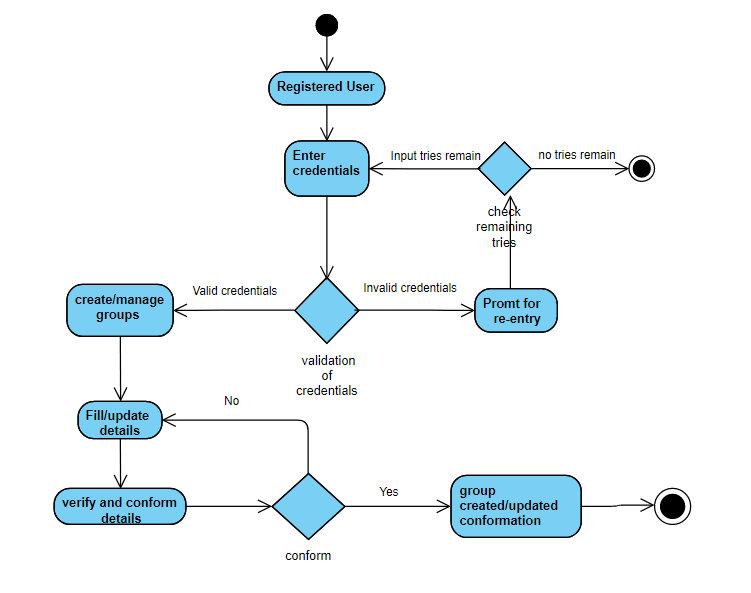 Registered User
Enter
credentials
Input tries remain
no tries remain
check
remaining
tries
Valid credentials
Invalid credentials
create/manage
groups
Promt for
re-entry
validation
of
credentials
No
Fill/update
details
verify and conform
details
Yes
group
created/updated
conformation
conform